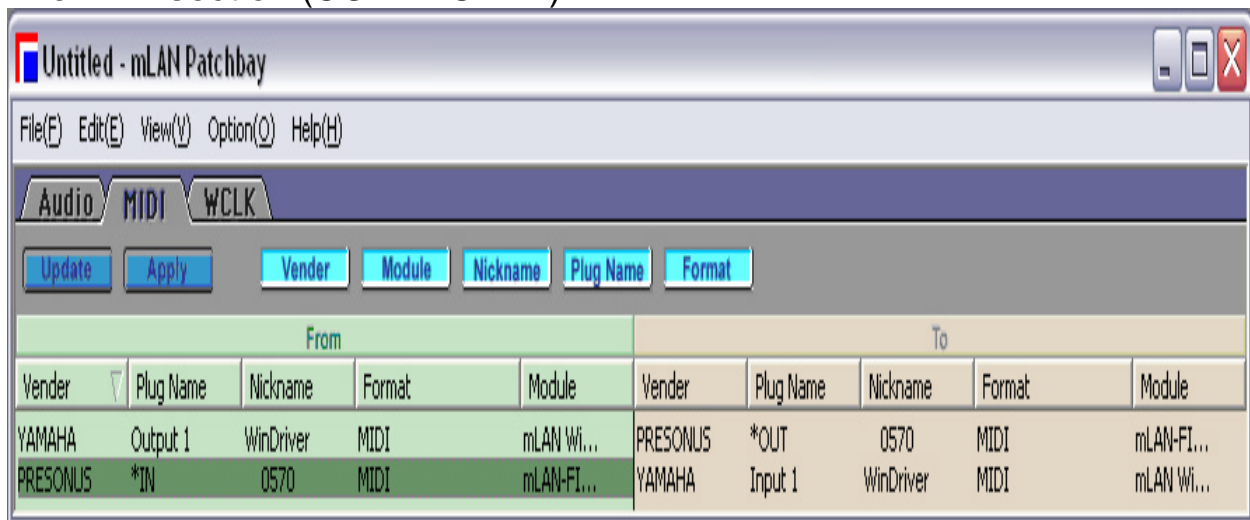 Untitled - mLAN Patchbay
File(F) Edit(E) View(V) Option(O) Help(H)
Audio MIDI WCLK
Update Apply Vender Module Nickname Plug Name Format
From To
Vender Plug Name Nickname Format Module Vender Plug Name Nickname Format Module
YAMAHA Output 1 WinDriver MIDI mLAN Wi... PRESONUS *OUT 0570 MIDI mLAN-FI...
PRESONUS *IN 0570 MIDI mLAN-FI... YAMAHA Input 1 WinDriver MIDI mLAN Wi...